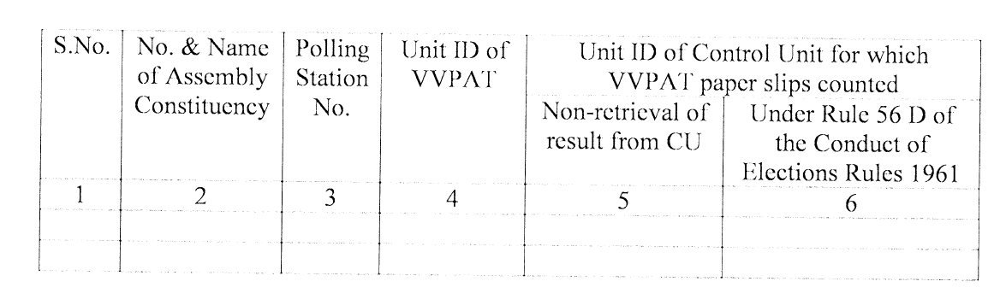 S.No.
No. & Name
of Assembly
Constituency
Polling
Station
No.
Unit ID of
VVPAT
Unit ID of Control Unit for which
VVPAT paper slips counted
Non-retrieval of
result from CU
Under Rule 56 D of
the Conduct of
Elections Rules 1961
1 2 3 4 5 6